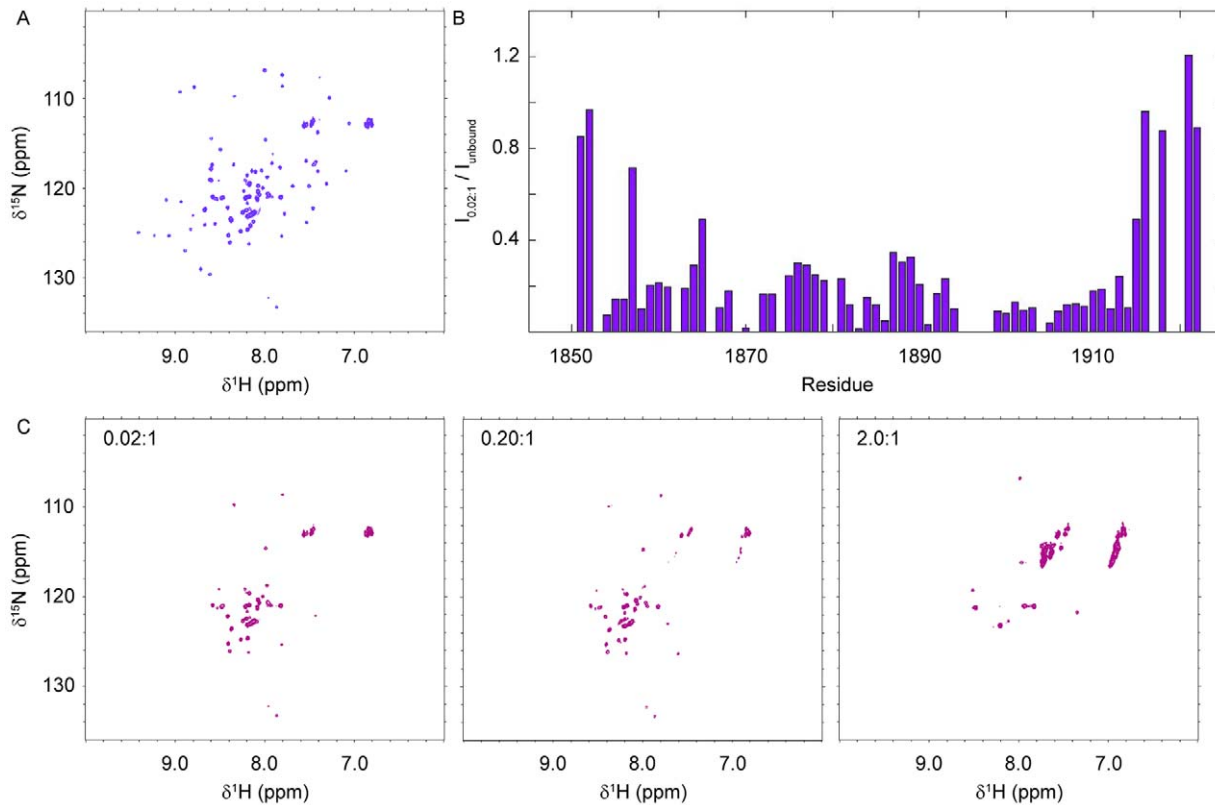 A
110
120
130
δ¹⁵N (ppm)
9.0 8.0 7.0
δ¹H (ppm)
B
1.2
0.8
0.4
I0.02:1 / Iunbound
1850 1870 1890 1910
Residue
C
0.02:1
110
120
130
δ¹⁵N (ppm)
9.0 8.0 7.0
δ¹H (ppm)
0.20:1
9.0 8.0 7.0
δ¹H (ppm)
2.0:1
9.0 8.0 7.0
δ¹H (ppm)